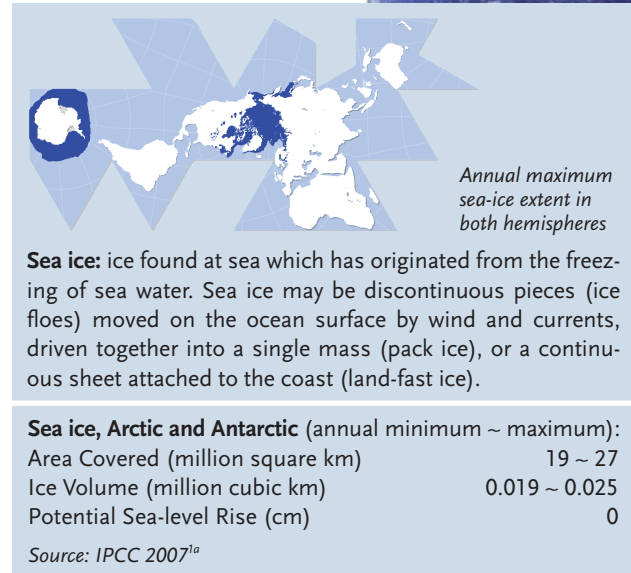 Annual maximum
sea-ice extent in
both hemispheres
Sea ice: ice found at sea which has originated from the freez-
ing of sea water. Sea ice may be discontinuous pieces (ice
floes) moved on the ocean surface by wind and currents,
driven together into a single mass (pack ice), or a continu-
ous sheet attached to the coast (land-fast ice).
Sea ice, Arctic and Antarctic (annual minimum ~ maximum):
Area Covered (million square km) 19 ~ 27
Ice Volume (million cubic km) 0.019 ~ 0.025
Potential Sea-level Rise (cm) 0
Source: IPCC 2007¹ᵃ